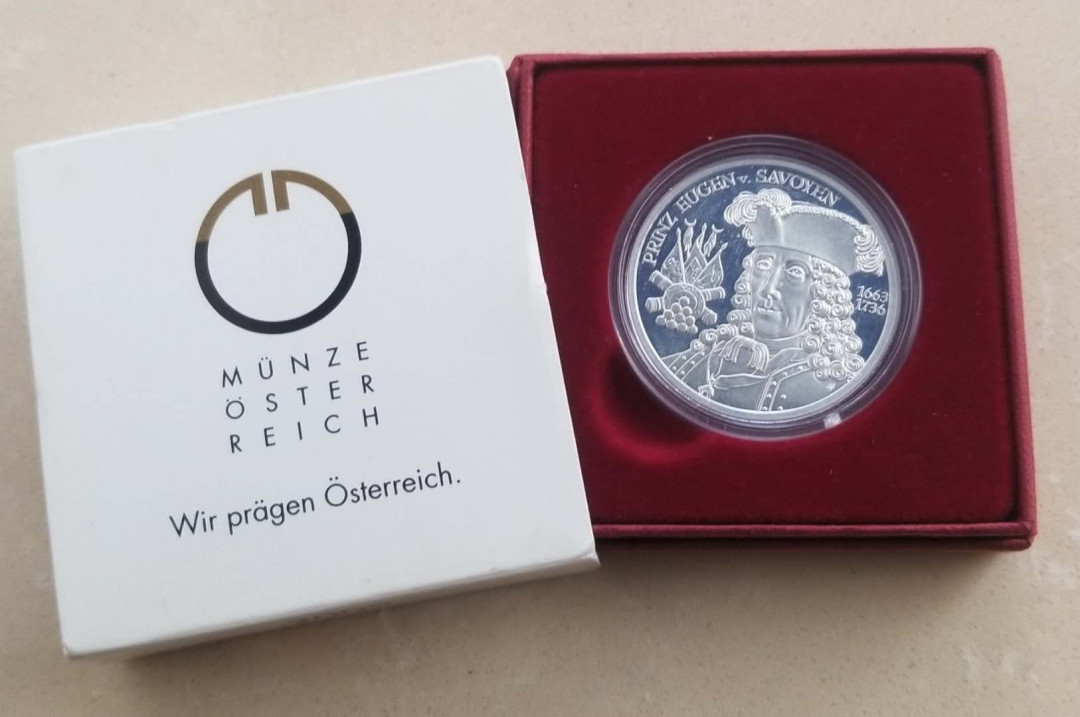 MÜNZE
ÖSTER
REICH
Wir prägen Österreich.
PRINZ EUGEN v. SAVOYEN
1663
1736